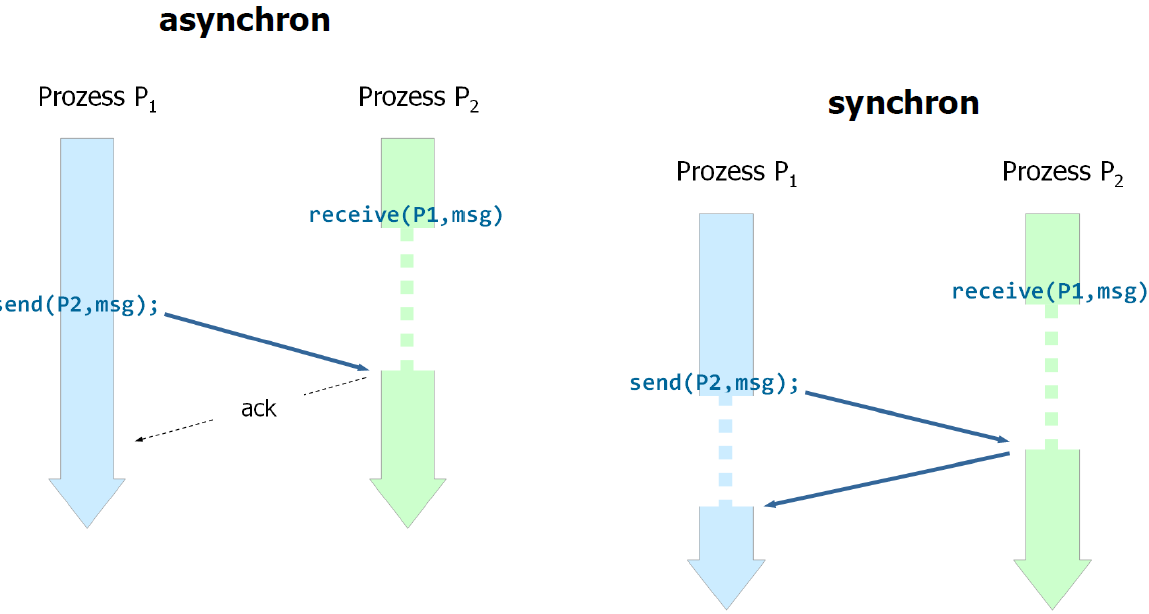 asynchron
Prozess P1
Prozess P2
receive(P1,msg)
send(P2,msg);
ack
synchron
Prozess P1
Prozess P2
receive(P1,msg)
send(P2,msg);